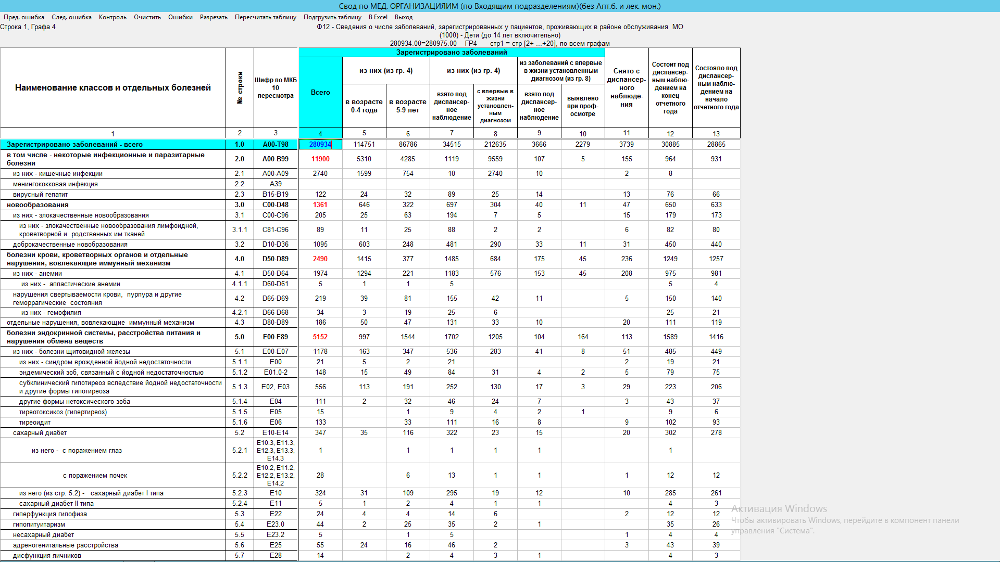 Свод по МЕД. ОРГАНИЗАЦИЯИМ (по Входящим подразделениям)(без Апт.б. и лек. мон.)
Пред. ошибка След. ошибка Контроль Очистить Ошибки Разрезать Пересчитать таблицу Подгрузить таблицу В Excel Выход
Строка 1, Графа 4
Ф12 - Сведения о числе заболеваний, зарегистрированных у пациентов, проживающих в районе обслуживания МО
(1000) - Дети (до 14 лет включительно)
280934.00=280975.00 ГР4 стр1 = стр [2+ ...+20], по всем графам
Наименование классов и отдельных болезней
№ строки
Шифр по МКБ
10
пересмотра
Зарегистрировано заболеваний
Всего
из них (из гр. 4)
в возрасте
0-4 года
в возрасте
5-9 лет
из них (из гр. 4)
взято под
диспансер-
ное
наблюдение
с впервые в
жизни
установлен-
ным
диагнозом
из заболеваний с впервые
в жизни установленным
диагнозом (из гр. 8)
взято под
диспансер-
ное
наблюдение
выявлено
при проф-
осмотре
Снято с
диспансер-
ного
наблюде-
ния
Состоит под
диспансер-
ным наблю-
дением на
конец
отчетного
года
Состояло под
диспансер-
ным наблю-
дением на
начало
отчетного года
1 2 3 4 5 6 7 8 9 10 11 12 13
Зарегистрировано заболеваний - всего 1.0 A00-T98 280934 114751 86786 34515 212635 3666 2279 3739 30885 28865
в том числе - некоторые инфекционные и паразитарные
болезни 2.0 A00-B99 11900 5310 4285 1119 9559 107 5 155 964 931
из них - кишечные инфекции 2.1 A00-A09 2740 1599 754 10 2740 10 2 8
менингококковая инфекция 2.2 A39
вирусный гепатит 2.3 B15-B19 122 24 32 89 25 14 13 76 66
новообразования 3.0 C00-D48 1361 646 322 697 304 40 11 47 650 633
из них - злокачественные новообразования 3.1 C00-C96 205 25 63 194 7 5 15 179 173
из них - злокачественные новообразования лимфоидной,
кроветворной и родственных им тканей 3.1.1 C81-C96 89 11 25 88 2 2 6 82 80
доброкачественные новобразования 3.2 D10-D36 1095 603 248 481 290 33 11 31 450 440
болезни крови, кроветворных органов и отдельные
нарушения, вовлекающие иммунный механизм 4.0 D50-D89 2490 1415 377 1485 684 175 45 236 1249 1257
из них - анемии 4.1 D50-D64 1974 1294 221 1183 576 153 45 208 975 981
из них - апластические анемии 4.1.1 D60-D61 5 1 1 5 5 4
нарушения свертываемости крови, пурпура и другие
геморрагические состояния 4.2 D65-D69 219 39 81 155 42 11 5 150 140
из них - гемофилия 4.2.1 D66-D68 34 3 19 25 6 25 21
отдельные нарушения, вовлекающие иммунный механизм 4.3 D80-D89 186 50 47 131 33 10 20 111 119
болезни эндокринной системы, расстройства питания и
нарушения обмена веществ 5.0 E00-E89 5152 997 1544 1702 1205 104 164 113 1589 1416
из них - болезни щитовидной железы 5.1 E00-E07 1178 163 347 536 283 41 8 51 485 449
из них - синдром врожденной йодной недостаточности 5.1.1 E00 21 5 2 21 2 19 21
эндемический зоб, связанный с йодной недостаточностью 5.1.2 E01.0-2 148 15 49 84 31 4 2 5 79 75
субклинический гипотиреоз вследствие йодной недостаточности
и другие формы гипотиреоза 5.1.3 E02, E03 556 113 191 252 130 17 3 29 223 206
другие формы нетоксического зоба 5.1.4 E04 111 2 32 46 24 7 3 43 37
тиреотоксикоз (гипертиреоз) 5.1.5 E05 15 1 9 4 2 1 9 6
тиреоидит 5.1.6 E06 133 33 111 16 8 9 102 93
сахарный диабет 5.2 E10-E14 347 35 116 322 23 15 20 302 278
из него - с поражением глаз 5.2.1 E10.3, E11.3,
E12.3, E13.3,
E14.3 1 1 1 1 1 1
с поражением почек 5.2.2 E10.2, E11.2,
E12.2, E13.2,
E14.2 28 6 13 1 1 1 12 12
из него (из стр. 5.2) - сахарный диабет I типа 5.2.3 E10 324 31 109 295 19 12 10 285 261
сахарный диабет II типа 5.2.4 E11 5 1 2 4 1 1 4 3
гиперфункция гипофиза 5.3 E22 24 4 4 14 6 2 12 12
гипопитуитаризм 5.4 E23.0 44 2 25 35 2 1 35 26
несахарный диабет 5.5 E23.2 5 1 5 1 4 4
адреногенитальные расстройства 5.6 E25 55 24 16 46 2 3 43 39
дисфункция яичников 5.7 E28 14 2 4 3 1 4 3
Активация Windows
Чтобы активировать Windows, перейдите в компонент панели
управления "Система".